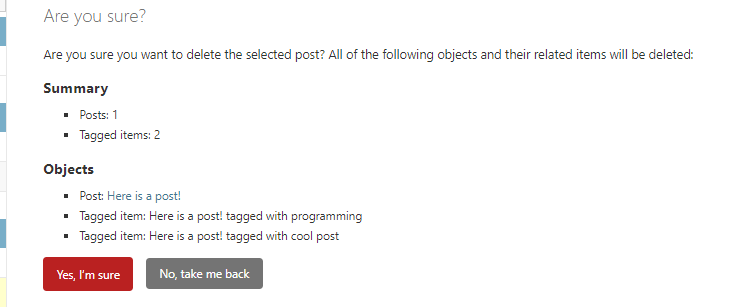 Are you sure?
Are you sure you want to delete the selected post? All of the following objects and their related items will be deleted:
Summary
Posts: 1
Tagged items: 2
Objects
Post: Here is a post!
Tagged item: Here is a post! tagged with programming
Tagged item: Here is a post! tagged with cool post
Yes, I'm sure
No, take me back